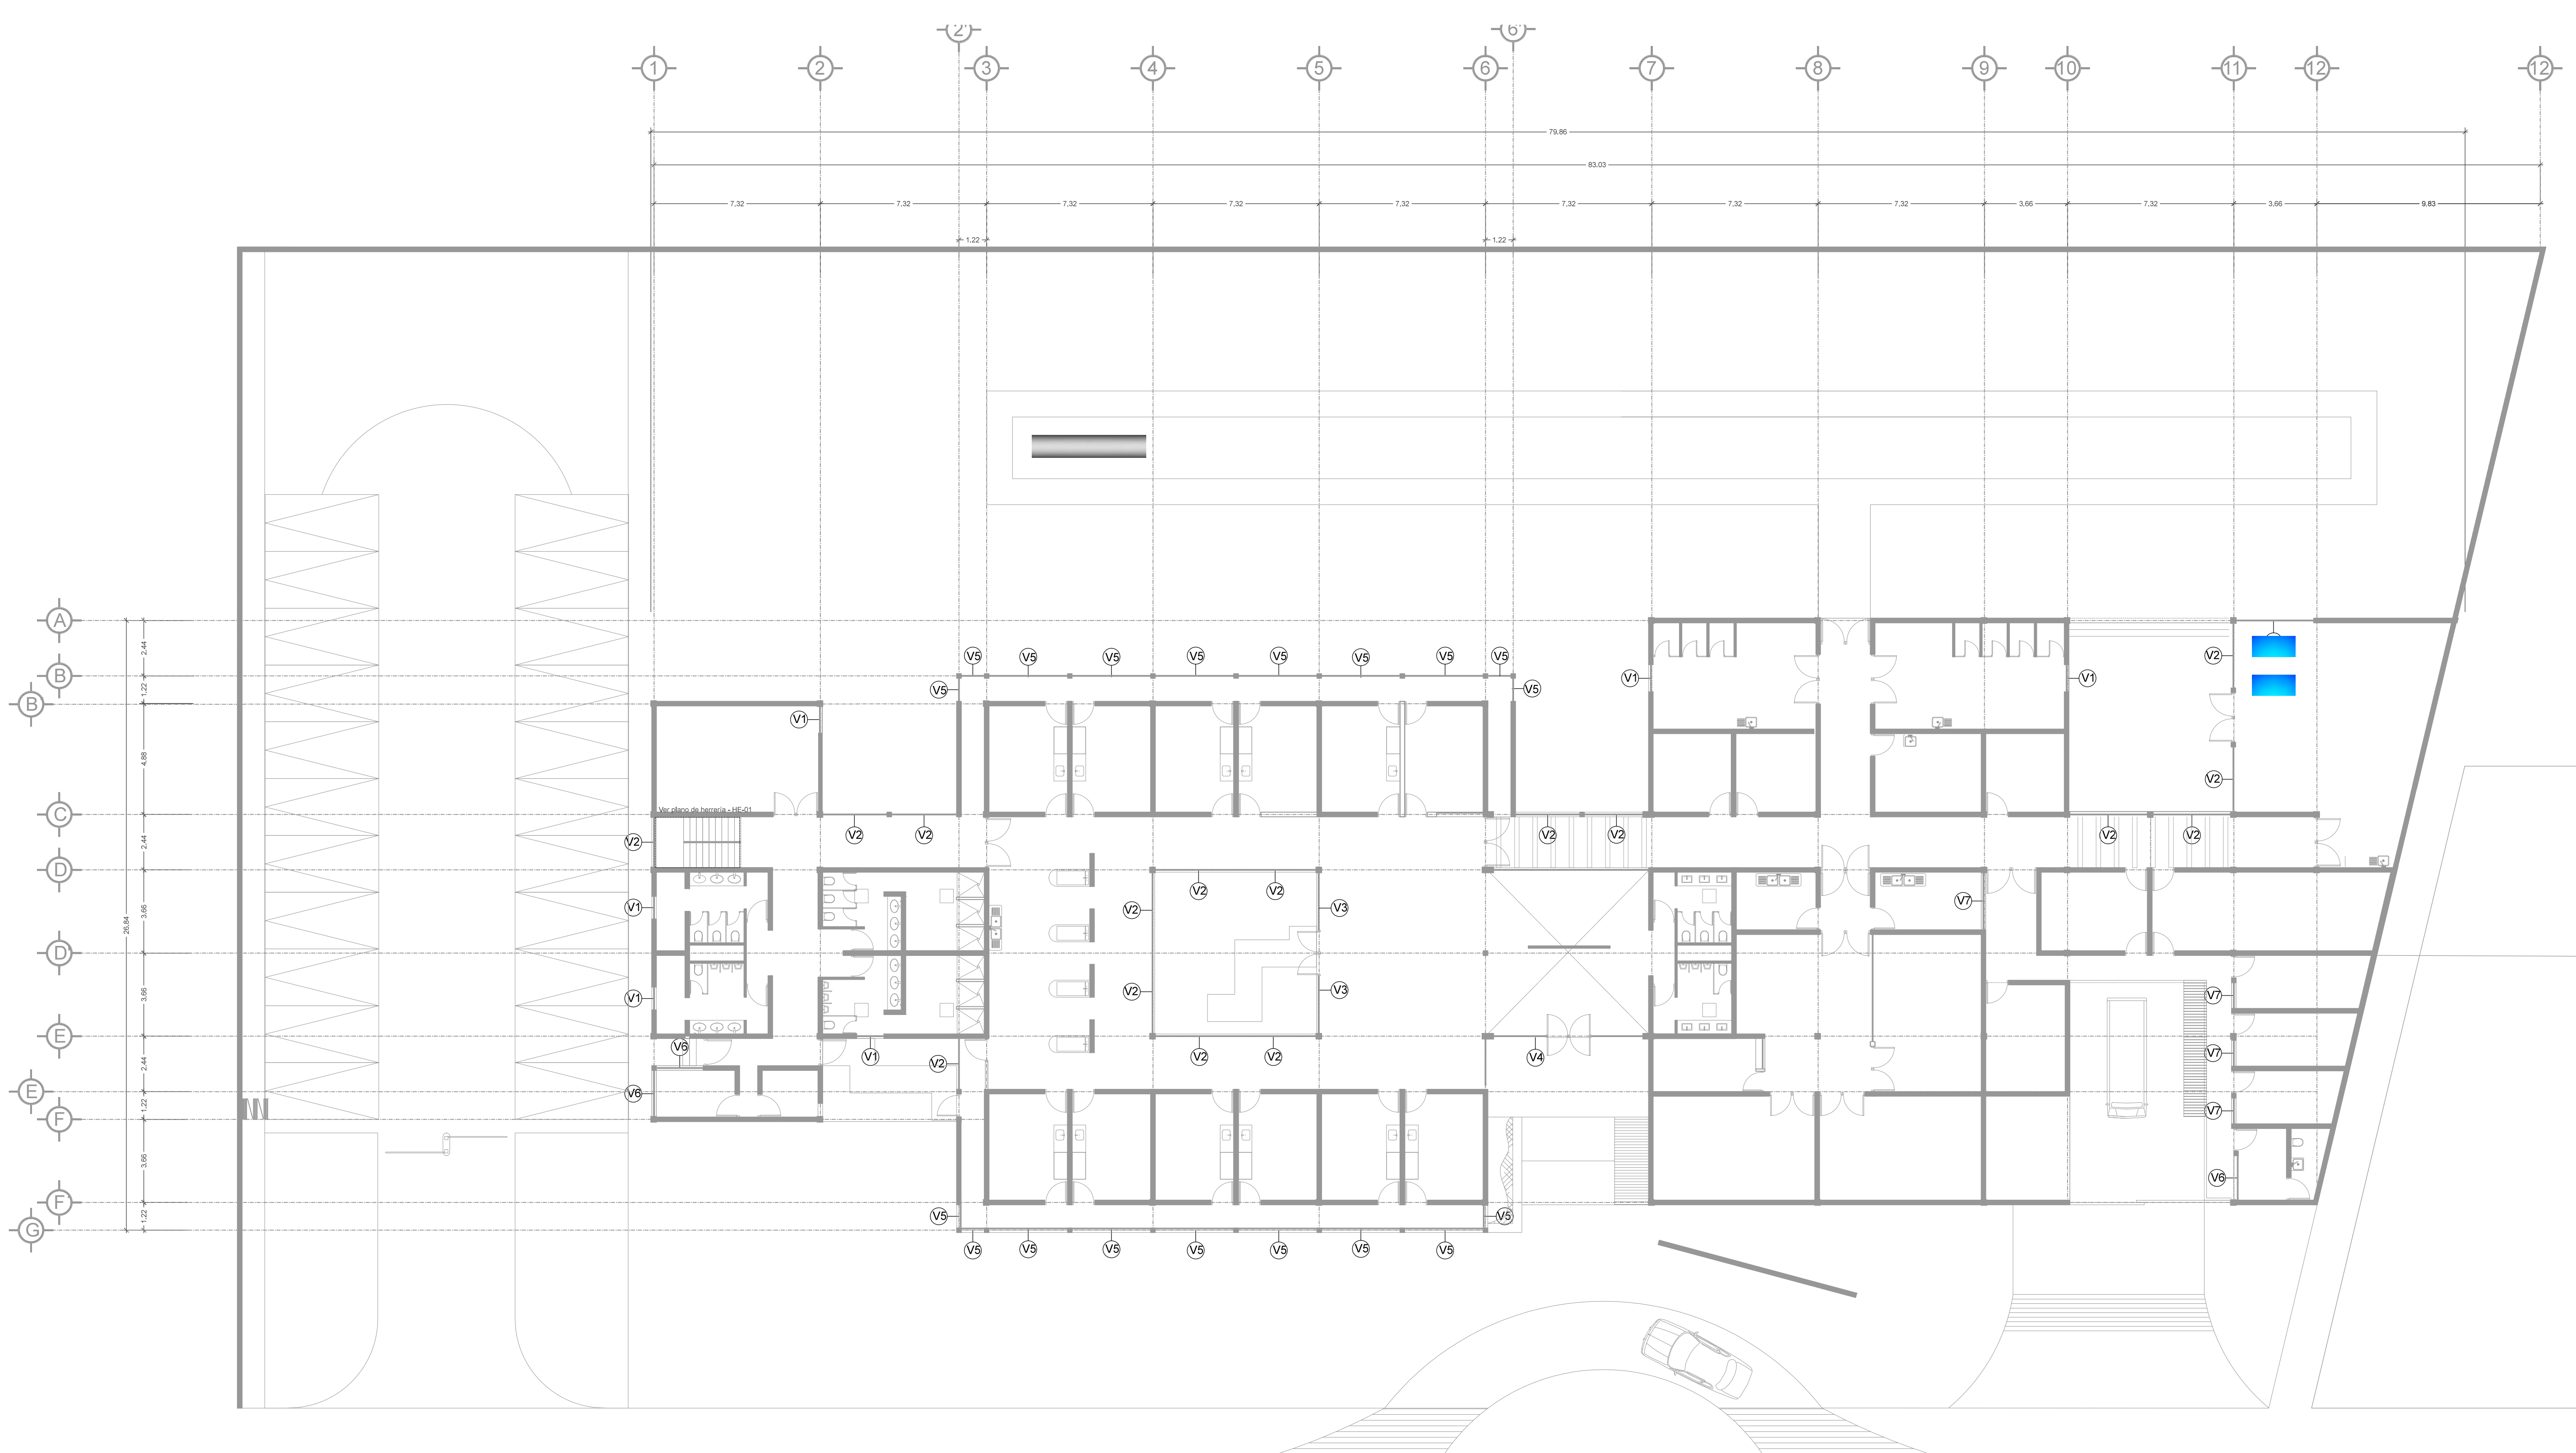 2' 6'
1 2 3 4 5 6 7 8 9 10 11 12 12
79.86
83.03
7.32 7.32 7.32 7.32 7.32 7.32 7.32 7.32 3.66 7.32 3.66 9.83
1.22 1.22
A
2.44
V5 V5 V5 V5 V5 V5 V5 V5 V2
B
V1 V1
1.22 V5 V5
B
V1
4.88
V2
Ver plano de herrería - HE-01
C
V2 V2 V2 V2 V2 V2
V2
2.44
D
V2 V2
V7
V1 V2 V3
3.66
26.84
D
V2 V3
V1 V7
3.66
E
V6 V1 V2 V2 V4 V7
V2
2.44
E
V6
1.22
V7
F
3.66
V6
F
V5 V5
1.22
G
V5 V5 V5 V5 V5 V5 V5